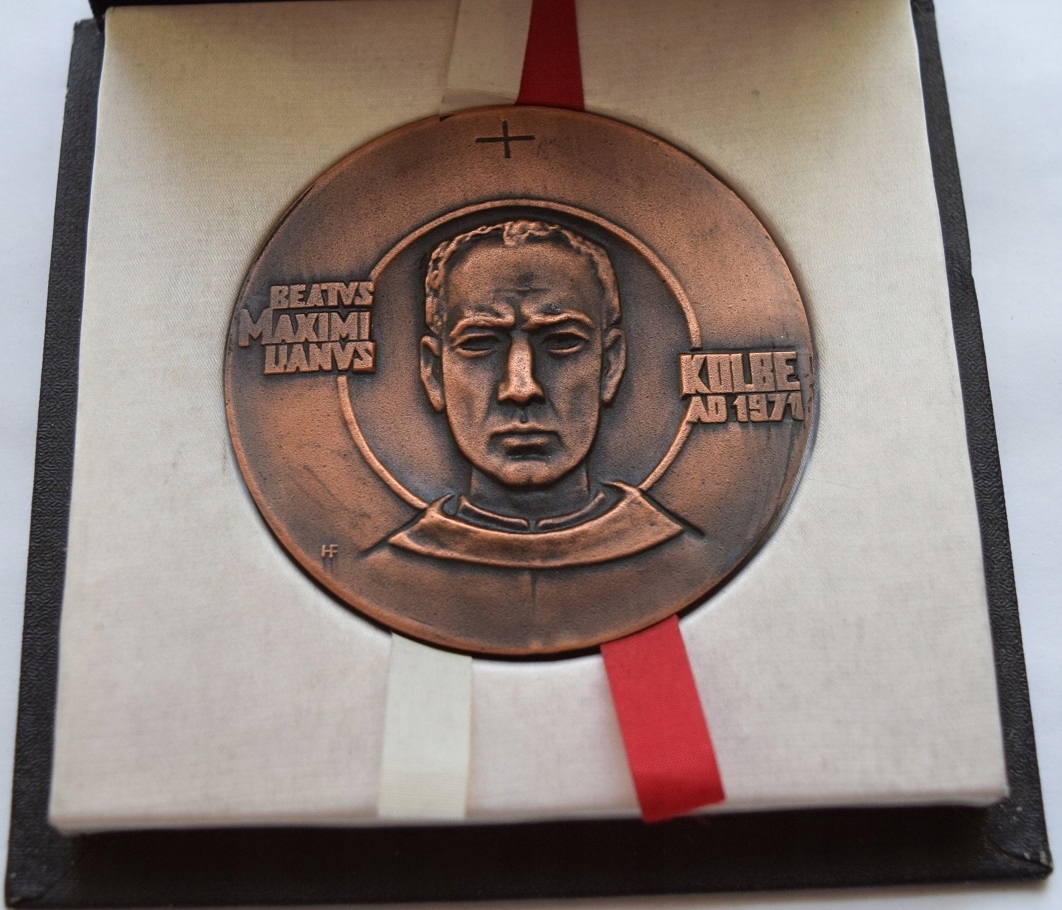 BEATVS
MAXIMI
LIANVS
KOLBE
AD 1971
HF